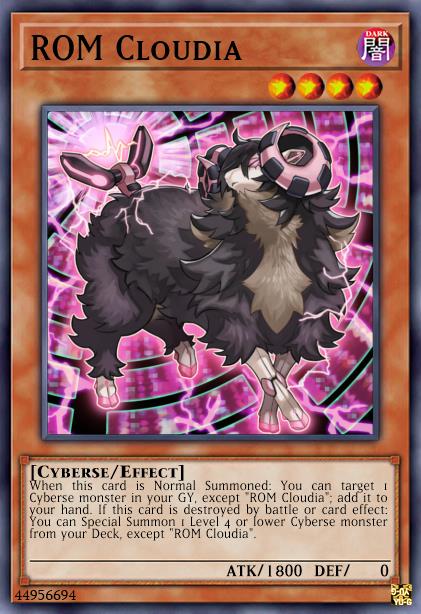 ROM Cloudia
DARK
闇
[Cyberse/Effect]
When this card is Normal Summoned: You can target 1
Cyberse monster in your GY, except "ROM Cloudia"; add it to
your hand. If this card is destroyed by battle or card effect:
You can Special Summon 1 Level 4 or lower Cyberse monster
from your Deck, except "ROM Cloudia".
ATK/1800 DEF/ 0
44956694